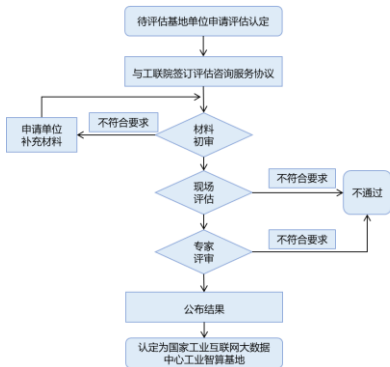 待评估基地单位申请评估认定
与工联院签订评估咨询服务协议
申请单位
补充材料
不符合要求
材料
初审
现场
评估
不符合要求
不通过
专家
评审
不符合要求
公布结果
认定为国家工业互联网大数据
中心工业智算基地